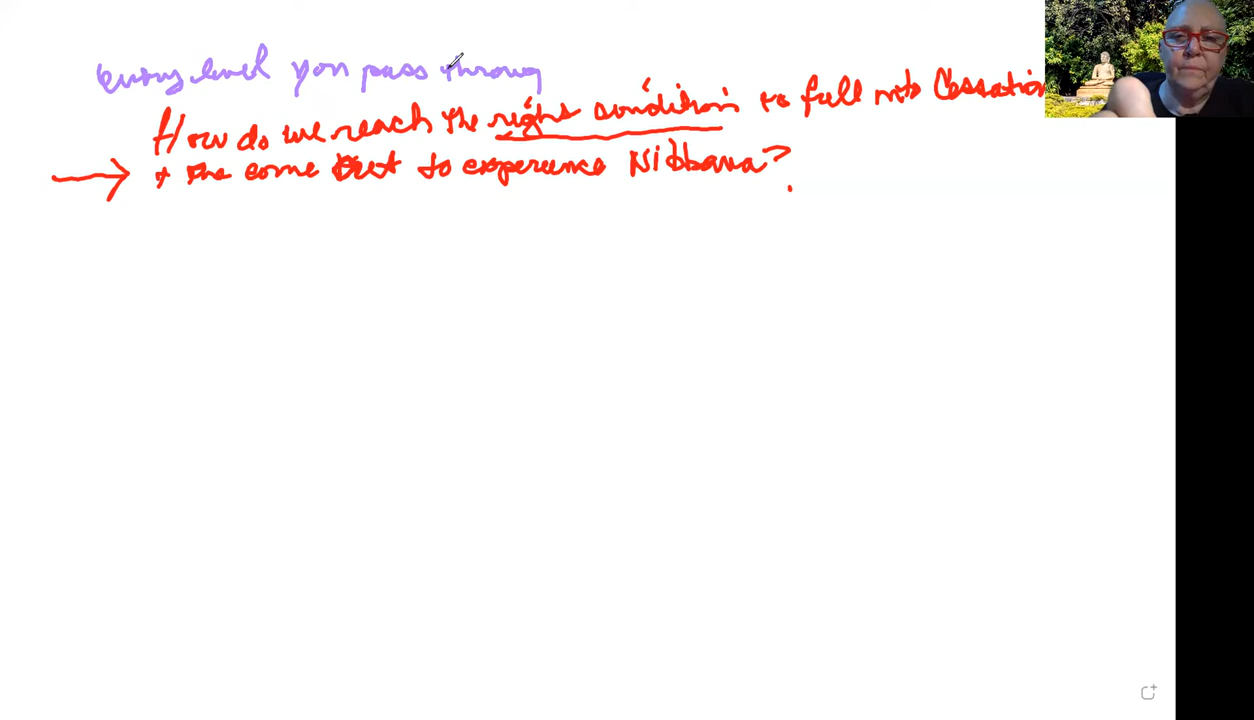 every level you pass throug
How do we reach the right condition to fall into Cessation
+ the come out to experience Nibbana?